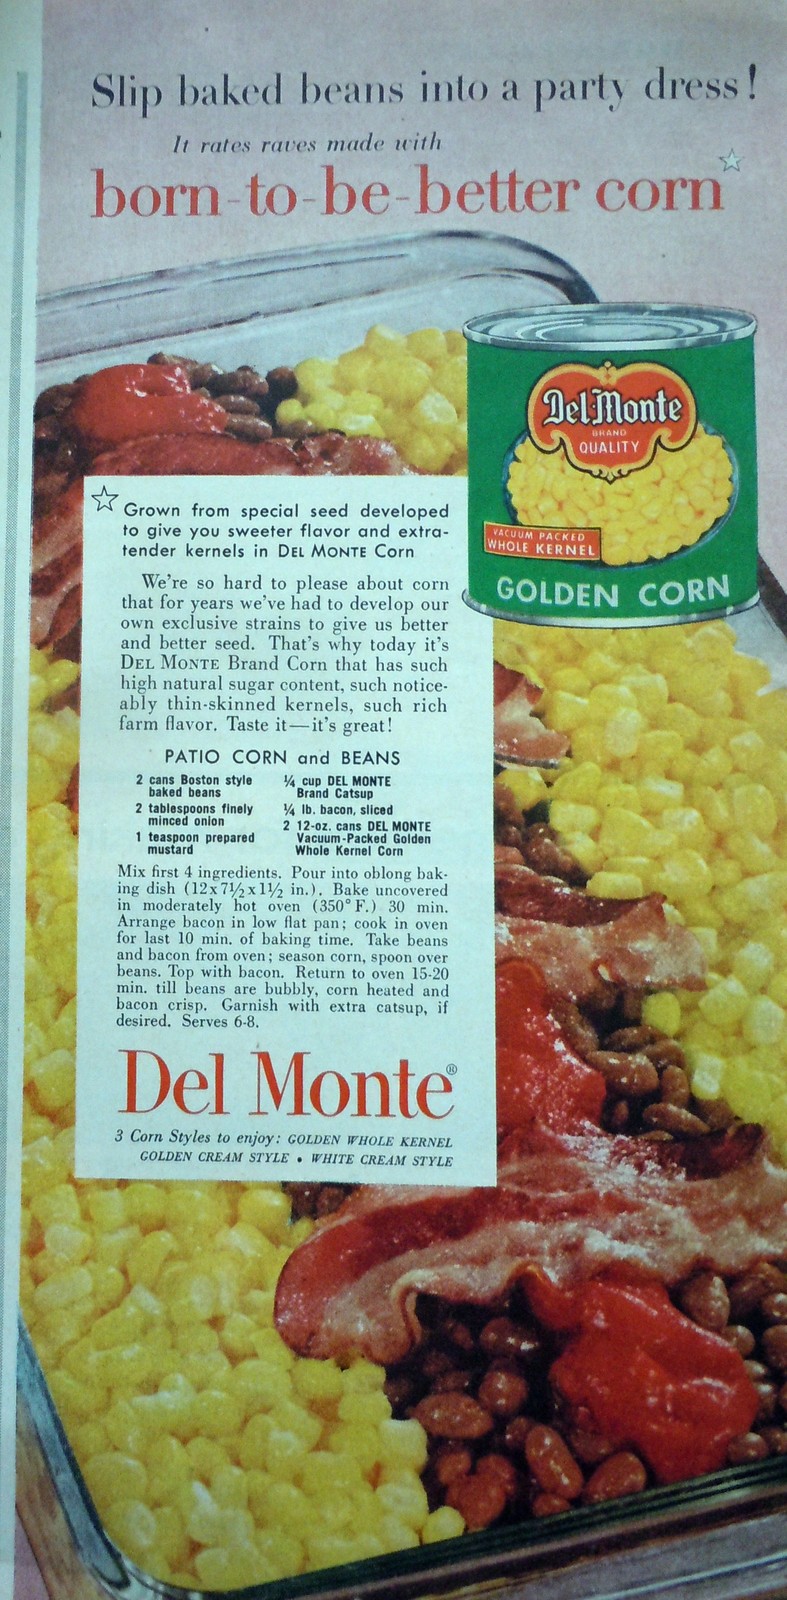 Slip baked beans into a party dress!
It rates raves made with
born-to-be-better corn☆
Del Monte
BRAND
QUALITY
VACUUM PACKED
WHOLE KERNEL
GOLDEN CORN
☆ Grown from special seed developed
to give you sweeter flavor and extra-
tender kernels in DEL MONTE Corn
We're so hard to please about corn
that for years we've had to develop our
own exclusive strains to give us better
and better seed. That's why today it's
DEL MONTE Brand Corn that has such
high natural sugar content, such notice-
ably thin-skinned kernels, such rich
farm flavor. Taste it—it's great!
PATIO CORN and BEANS
2 cans Boston style
baked beans
2 tablespoons finely
minced onion
1 teaspoon prepared
mustard
¼ cup DEL MONTE
Brand Catsup
¼ lb. bacon, sliced
2 12-oz. cans DEL MONTE
Vacuum-Packed Golden
Whole Kernel Corn
Mix first 4 ingredients. Pour into oblong bak-
ing dish (12x7½x1½ in.). Bake uncovered
in moderately hot oven (350° F.) 30 min.
Arrange bacon in low flat pan; cook in oven
for last 10 min. of baking time. Take beans
and bacon from oven; season corn, spoon over
beans. Top with bacon. Return to oven 15-20
min. till beans are bubbly, corn heated and
bacon crisp. Garnish with extra catsup, if
desired. Serves 6-8.
Del Monte®
3 Corn Styles to enjoy: GOLDEN WHOLE KERNEL
GOLDEN CREAM STYLE • WHITE CREAM STYLE